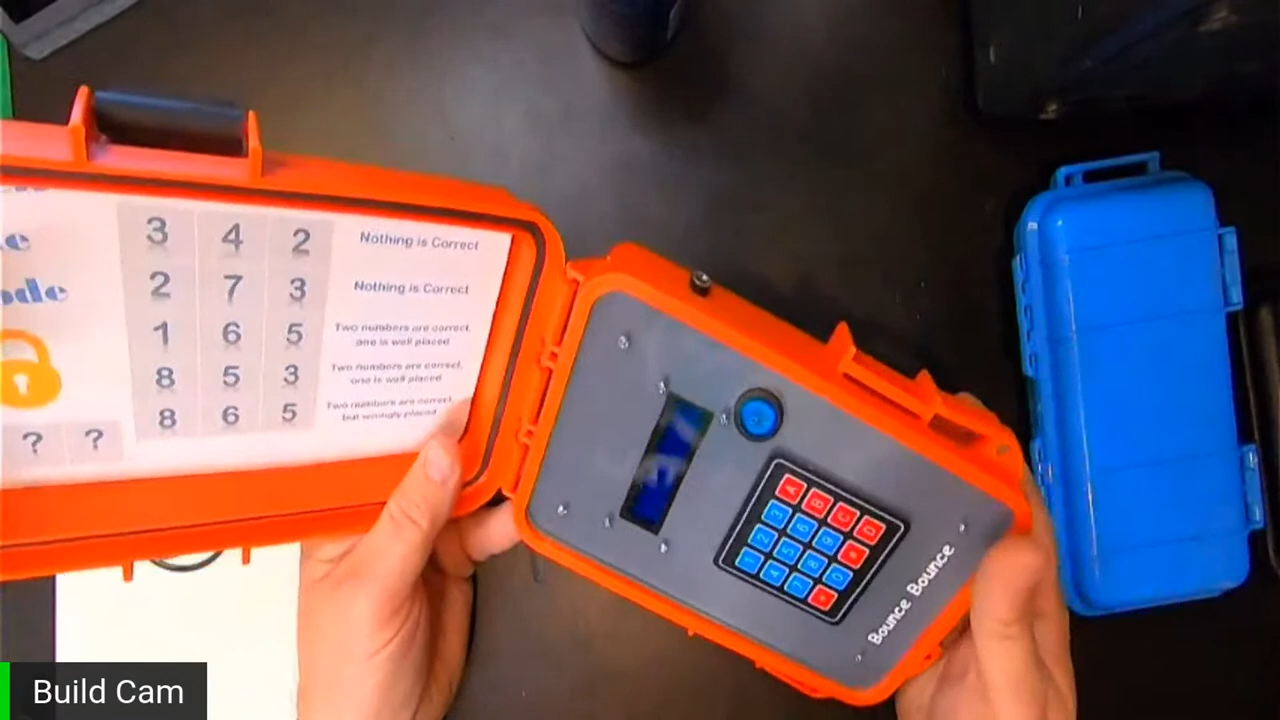 3 4 2 Nothing is Correct
2 7 3 Nothing is Correct
1 6 5 Two numbers are correct,
one is well placed
8 5 3 Two numbers are correct,
one is well placed
8 6 5 Two numbers are correct,
but wrongly placed
? ?
A B C D
3 6 9 #
2 5 8 0
1 4 7 *
Bounce Bounce
Build Cam